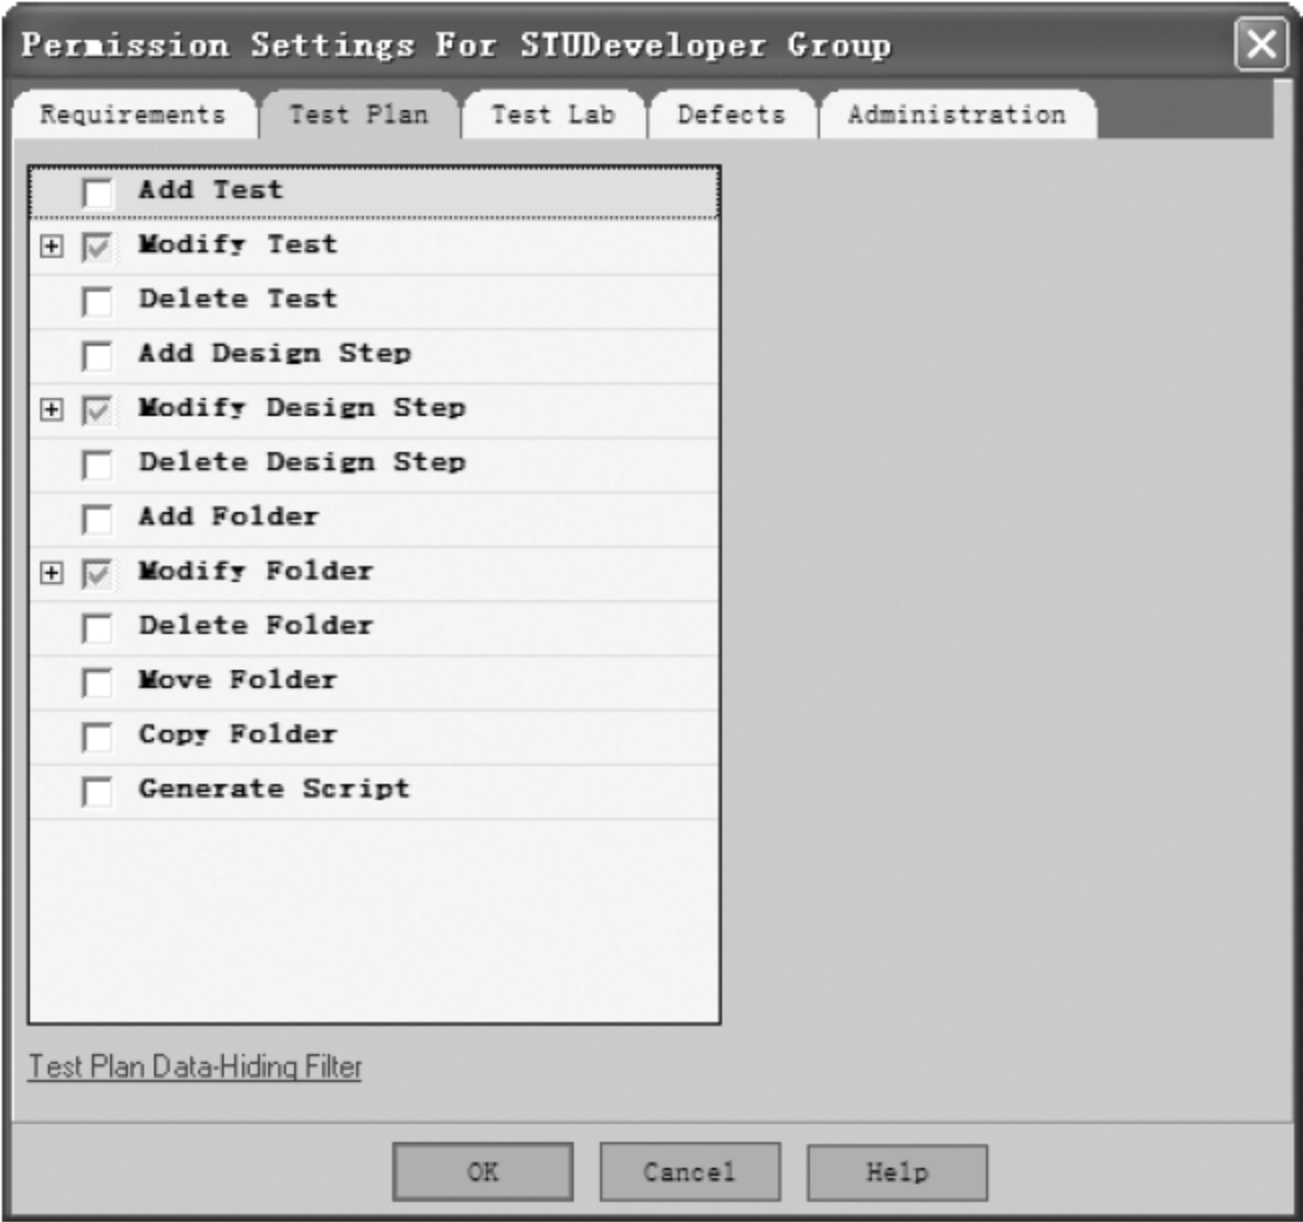 Permission Settings For STUDeveloper Group
Requirements Test Plan Test Lab Defects Administration
Add Test
Modify Test
Delete Test
Add Design Step
Modify Design Step
Delete Design Step
Add Folder
Modify Folder
Delete Folder
Move Folder
Copy Folder
Generate Script
Test Plan Data-Hiding Filter
OK Cancel Help